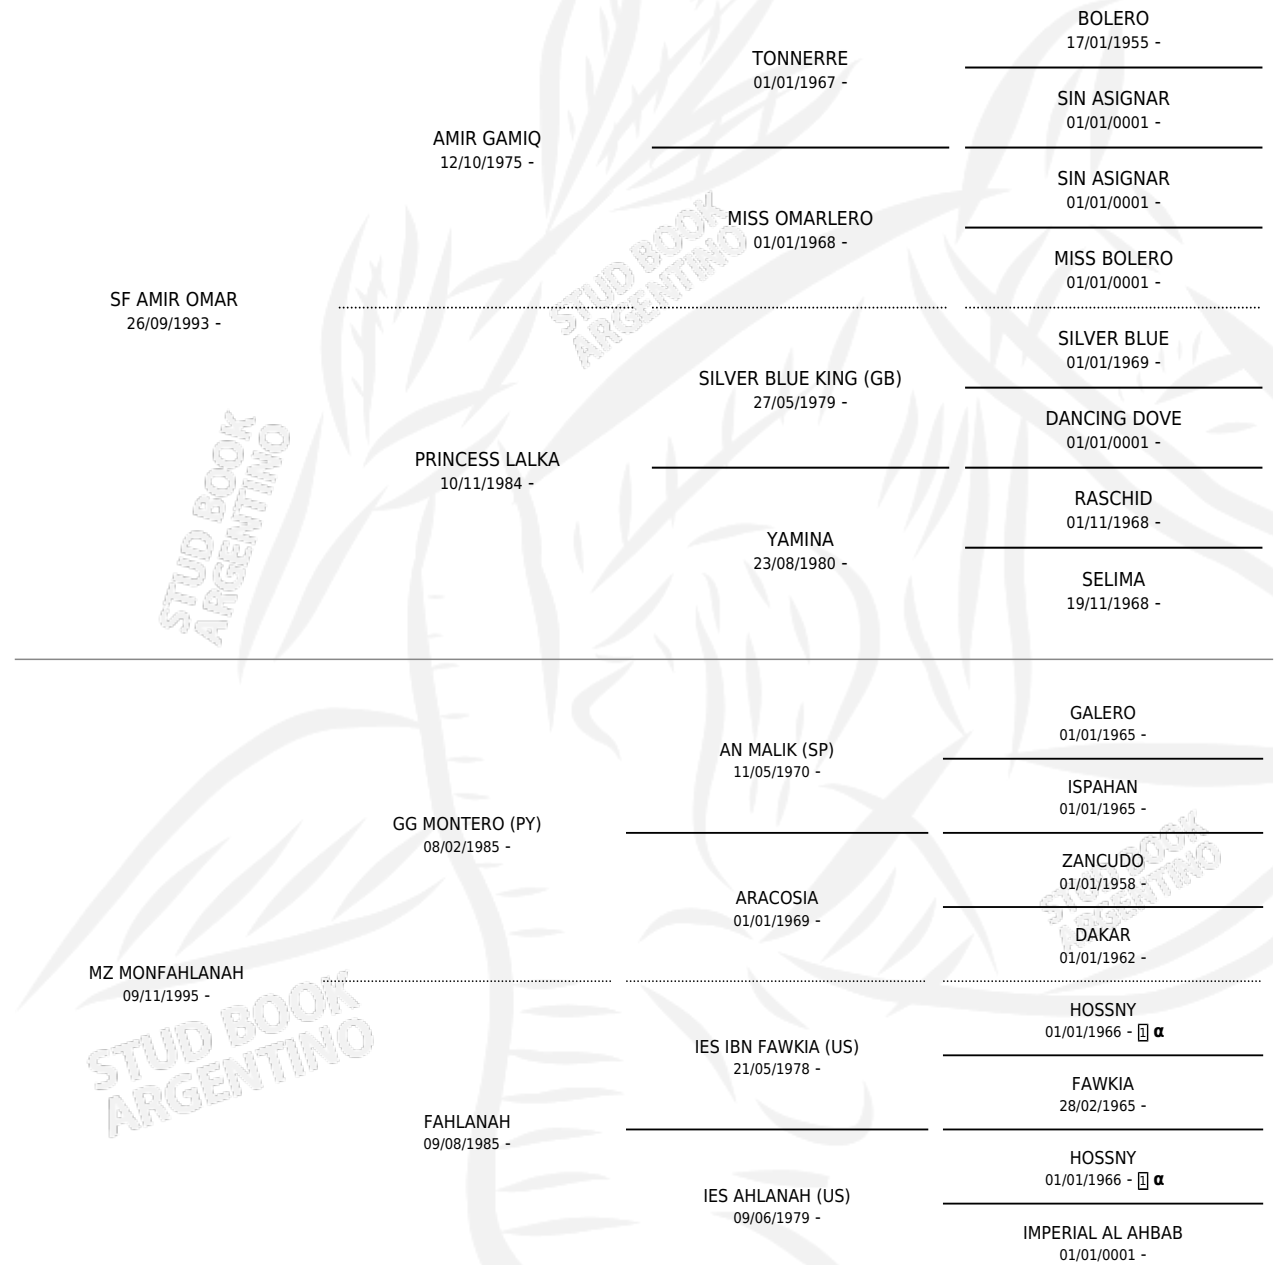 BOLERO
17/01/1955 -
TONNERRE
01/01/1967 -
SIN ASIGNAR
01/01/0001 -
AMIR GAMIQ
12/10/1975 -
SIN ASIGNAR
01/01/0001 -
MISS OMARLERO
01/01/1968 -
MISS BOLERO
01/01/0001 -
SF AMIR OMAR
26/09/1993 -
SILVER BLUE
01/01/1969 -
SILVER BLUE KING (GB)
27/05/1979 -
DANCING DOVE
01/01/0001 -
PRINCESS LALKA
10/11/1984 -
RASCHID
01/11/1968 -
YAMINA
23/08/1980 -
SELIMA
19/11/1968 -
STUD BOOK
ARGENTINO
STUD BOOK
ARGENTINO
GALERO
01/01/1965 -
AN MALIK (SP)
11/05/1970 -
ISPAHAN
01/01/1965 -
GG MONTERO (PY)
08/02/1985 -
ZANCUDO
01/01/1958 -
ARACOSIA
01/01/1969 -
DAKAR
01/01/1962 -
MZ MONFAHLANAH
09/11/1995 -
HOSSNY
01/01/1966 - 1 α
IES IBN FAWKIA (US)
21/05/1978 -
FAWKIA
28/02/1965 -
FAHLANAH
09/08/1985 -
HOSSNY
01/01/1966 - 1 α
IES AHLANAH (US)
09/06/1979 -
IMPERIAL AL AHBAB
01/01/0001 -
STUD BOOK
ARGENTINO
STUD BOOK
ARGENTINO